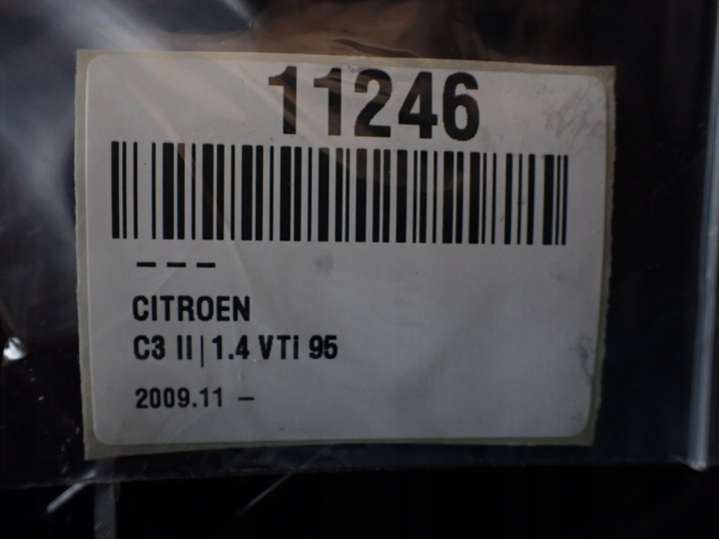 11246
---
CITROEN
C3 II|1.4 VTi 95
2009.11 –